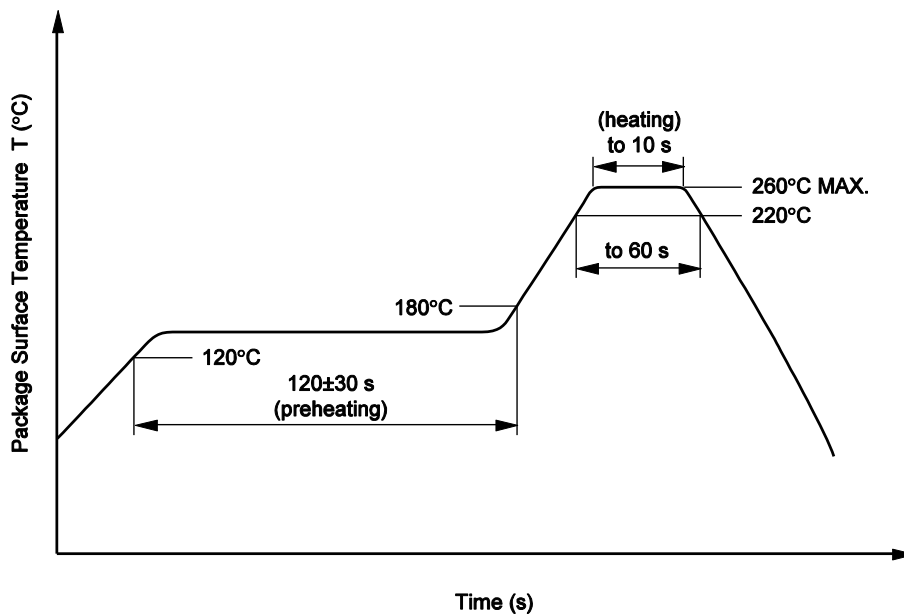 Package Surface Temperature T (°C)
(heating)
to 10 s
260°C MAX.
220°C
to 60 s
180°C
120°C
120±30 s
(preheating)
Time (s)